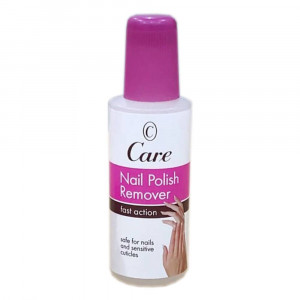 C
Care
Nail Polish
Remover
fast action
safe for nails
and sensitive
cuticles